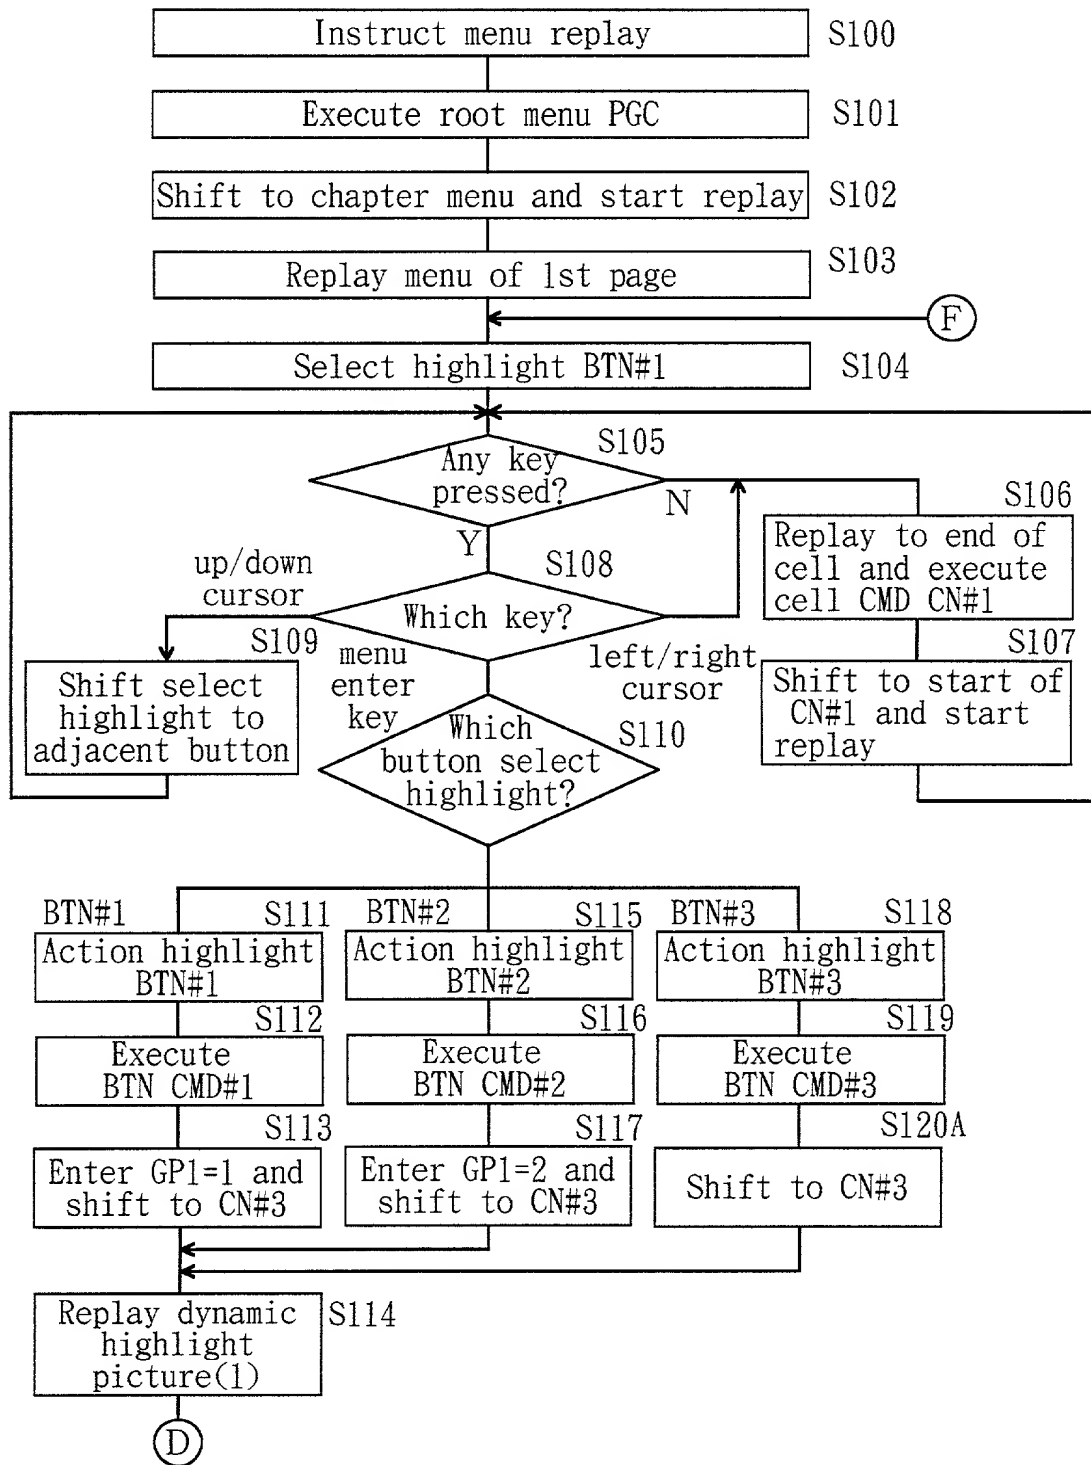 Instruct menu replay
S100
Execute root menu PGC
S101
Shift to chapter menu and start replay
S102
Replay menu of 1st page
S103
F
Select highlight BTN#1
S104
S105
Any key
pressed?
N
Y
S106
Replay to end of
cell and execute
cell CMD CN#1
S107
Shift to start of
CN#1 and start
replay
S108
Which key?
up/down
cursor
S109
Shift select
highlight to
adjacent button
menu
enter
key
left/right
cursor
S110
Which
button select
highlight?
BTN#1
S111
Action highlight
BTN#1
S112
Execute
BTN CMD#1
S113
Enter GP1=1 and
shift to CN#3
BTN#2
S115
Action highlight
BTN#2
S116
Execute
BTN CMD#2
S117
Enter GP1=2 and
shift to CN#3
BTN#3
S118
Action highlight
BTN#3
S119
Execute
BTN CMD#3
S120A
Shift to CN#3
Replay dynamic
highlight
picture(1)
S114
D